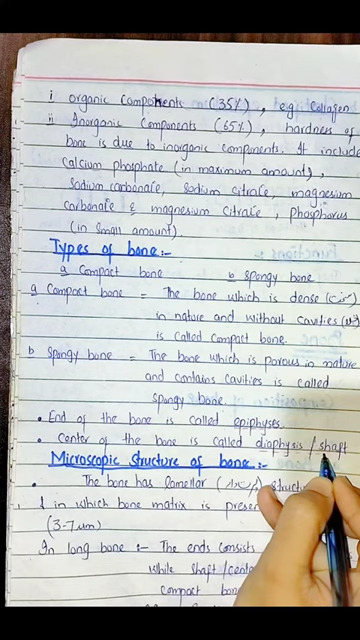 i organic components (35%), e.g. Collagen
ii Inorganic Components (65%), hardness of
bone is due to inorganic components. It include
calcium phosphate (in maximum amount),
sodium carbonate, sodium citrate, magnesium
carbonate & magnesium citrate, phosphorus
(in small amount).
Types of bone:-
a Compact bone b Spongy bone
a Compact bone = The bone which is dense
in nature and without cavities
is called compact bone.
b Spongy bone = The bone which is porous in nature
and contains cavities is called
spongy bone.
• End of the bone is called epiphyses.
• Center of the bone is called diaphysis / shaft
Microscopic structure of bone:-
• The bone has lamellar structu
& in which bone matrix is presen
(3-7um)
In long bone :- The ends consists
while shaft/cente
compact bon